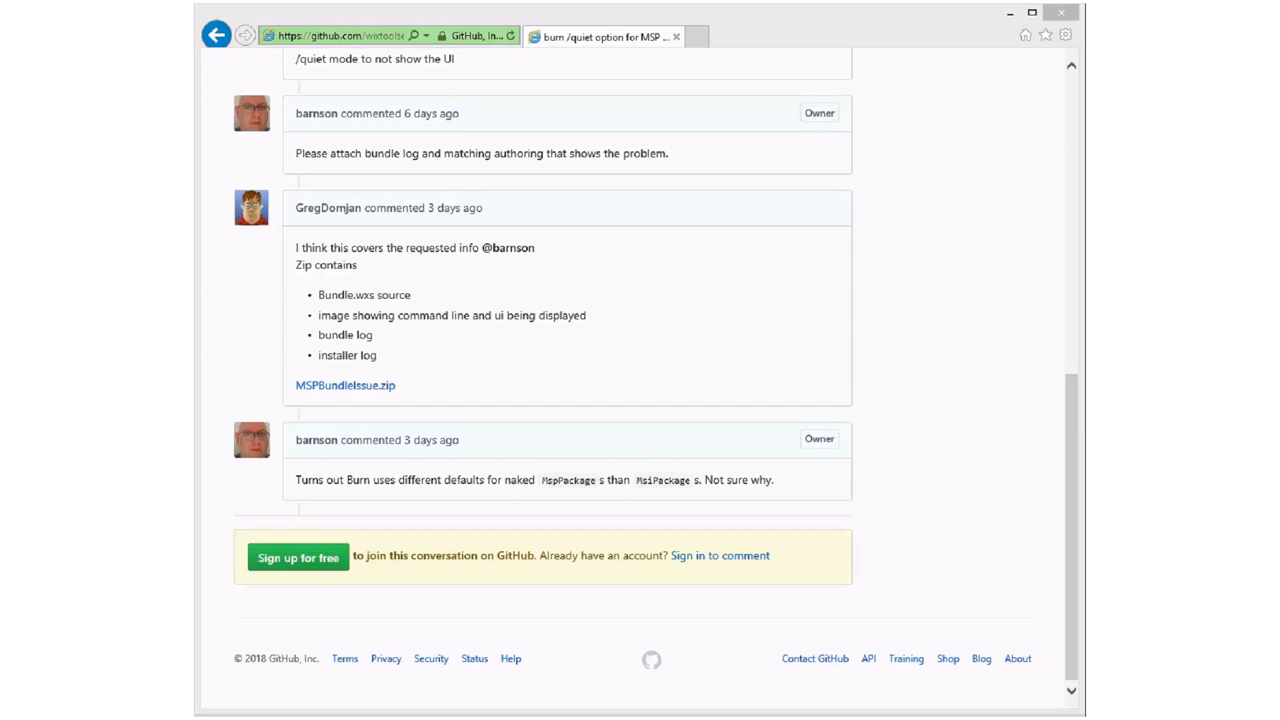 https://github.com/wixtoolse
GitHub, In...
burn /quiet option for MSP ...
/quiet mode to not show the UI
barnson commented 6 days ago
Owner
Please attach bundle log and matching authoring that shows the problem.
GregDomjan commented 3 days ago
I think this covers the requested info @barnson
Zip contains
• Bundle.wxs source
• image showing command line and ui being displayed
• bundle log
• installer log
MSPBundleIssue.zip
barnson commented 3 days ago
Owner
Turns out Burn uses different defaults for naked MspPackage s than MsiPackage s. Not sure why.
Sign up for free to join this conversation on GitHub. Already have an account? Sign in to comment
© 2018 GitHub, Inc. Terms Privacy Security Status Help
Contact GitHub API Training Shop Blog About